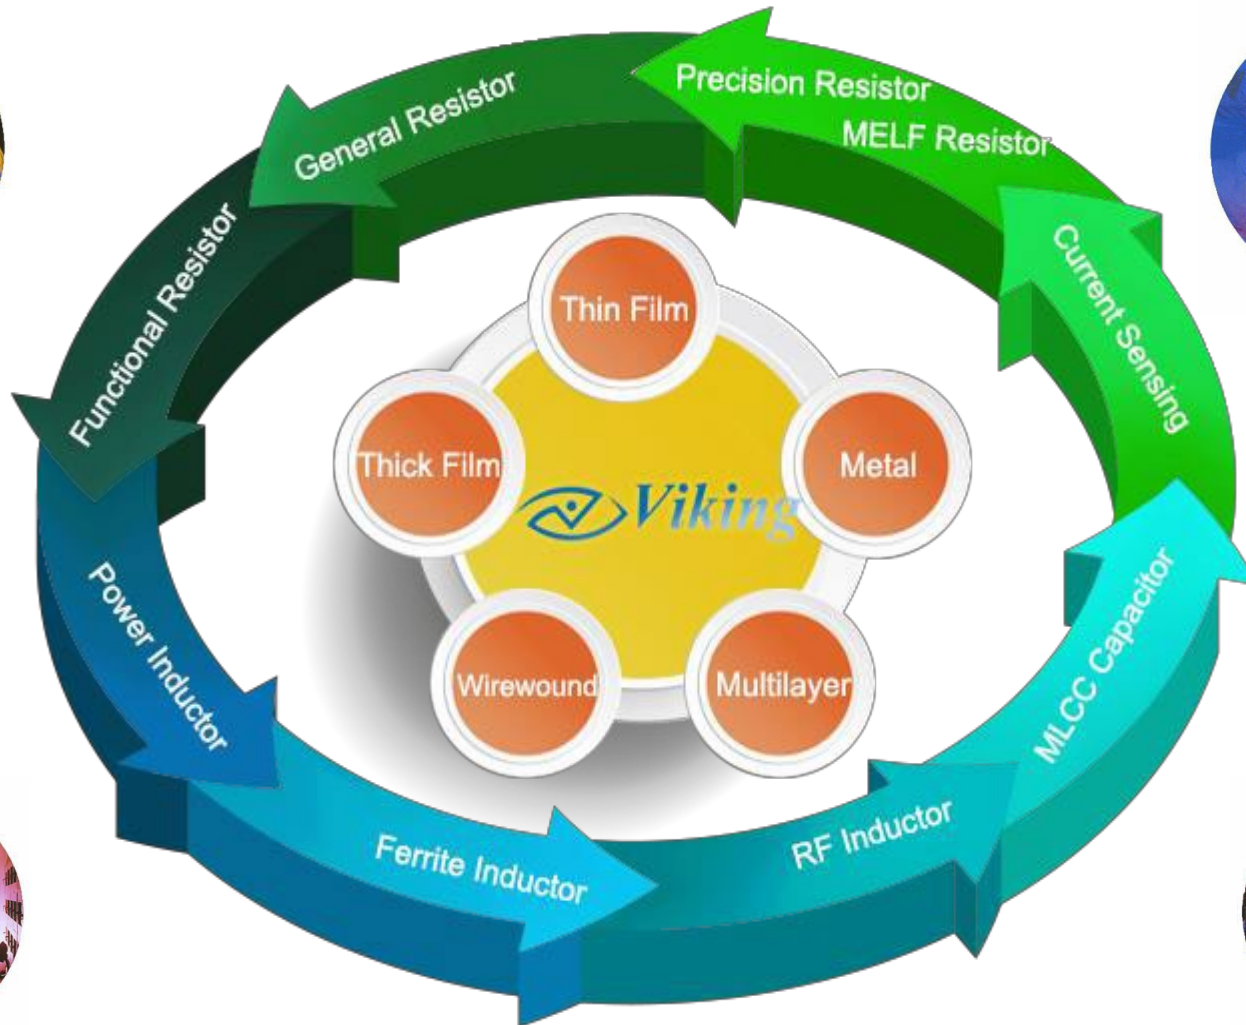 Precision Resistor
MELF Resistor
General Resistor
Current Sensing
Functional Resistor
Thin Film
Thick Film
Metal
Viking
Power Inductor
MLCC Capacitor
Wirewound
Multilayer
RF Inductor
Ferrite Inductor